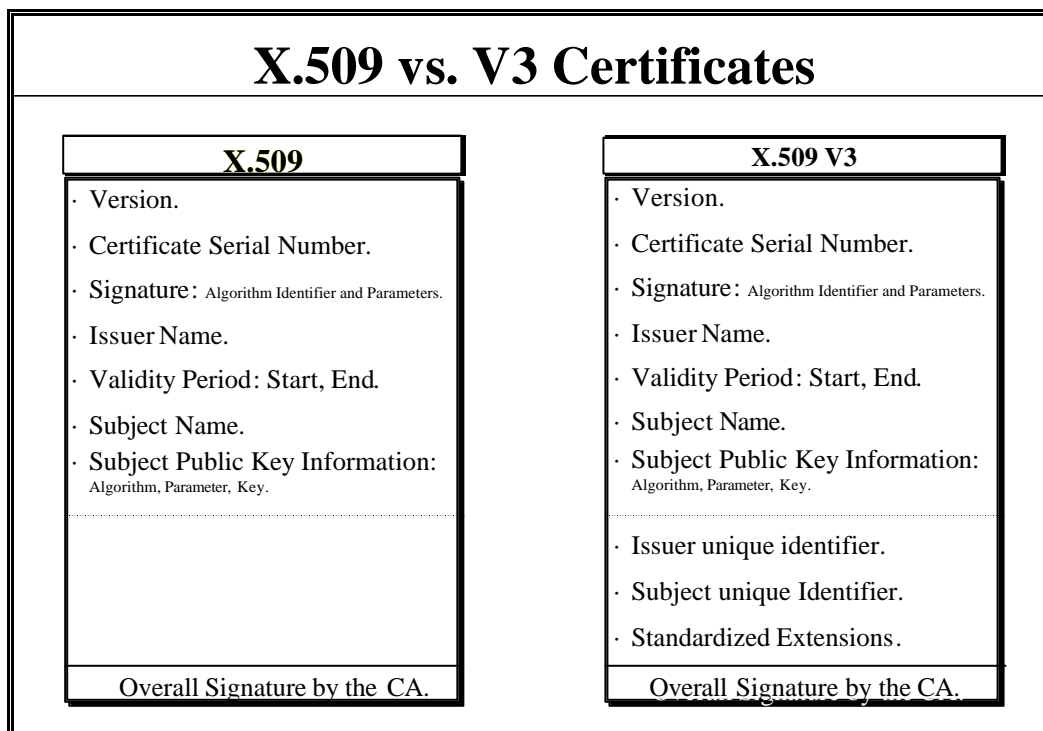 X.509 vs. V3 Certificates
X.509
· Version.
· Certificate Serial Number.
· Signature: Algorithm Identifier and Parameters.
· Issuer Name.
· Validity Period: Start, End.
· Subject Name.
· Subject Public Key Information:
Algorithm, Parameter, Key.
Overall Signature by the CA.
X.509 V3
· Version.
· Certificate Serial Number.
· Signature: Algorithm Identifier and Parameters.
· Issuer Name.
· Validity Period: Start, End.
· Subject Name.
· Subject Public Key Information:
Algorithm, Parameter, Key.
· Issuer unique identifier.
· Subject unique Identifier.
· Standardized Extensions.
Overall Signature by the CA.